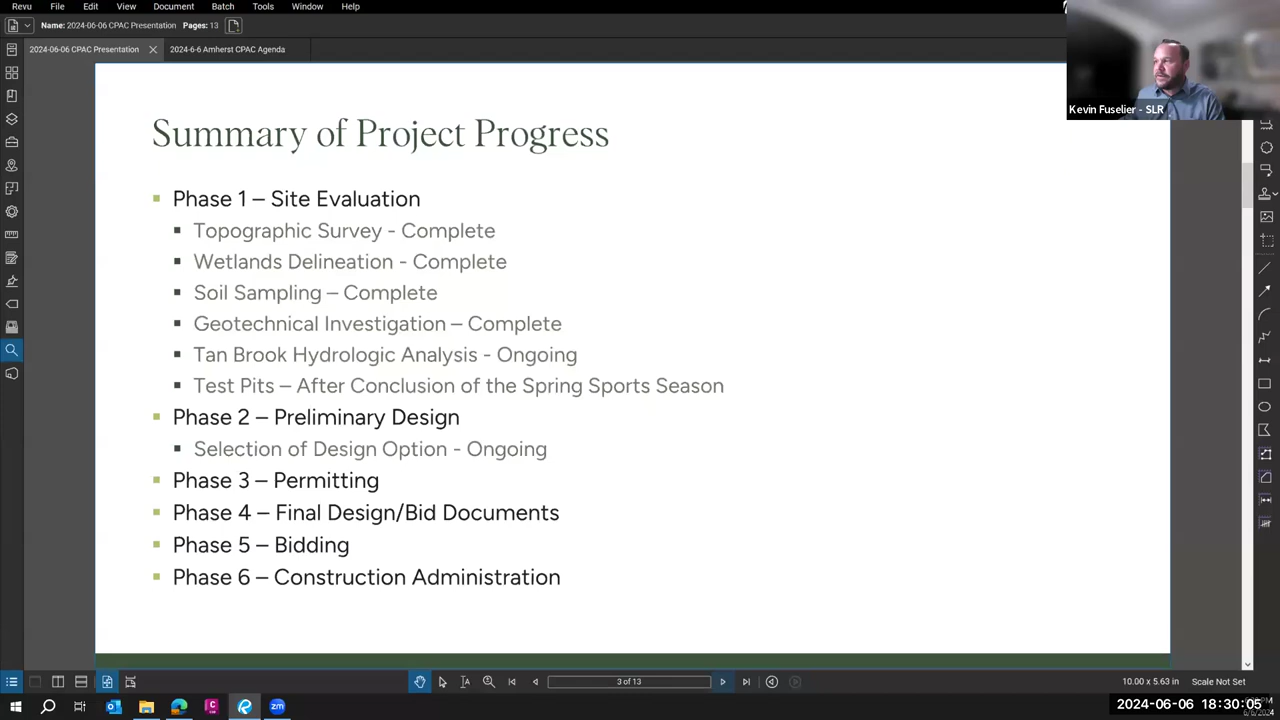 Revu File Edit View Document Batch Tools Window Help
Name: 2024-06-06 CPAC Presentation Pages: 13
2024-06-06 CPAC Presentation 2024-6-6 Amherst CPAC Agenda
Kevin Fuselier - SLR
Summary of Project Progress
Phase 1 – Site Evaluation
Topographic Survey - Complete
Wetlands Delineation - Complete
Soil Sampling – Complete
Geotechnical Investigation – Complete
Tan Brook Hydrologic Analysis - Ongoing
Test Pits – After Conclusion of the Spring Sports Season
Phase 2 – Preliminary Design
Selection of Design Option - Ongoing
Phase 3 – Permitting
Phase 4 – Final Design/Bid Documents
Phase 5 – Bidding
Phase 6 – Construction Administration
3 of 13
10.00 x 5.63 in Scale Not Set
zm
2024-06-06 18:30:05